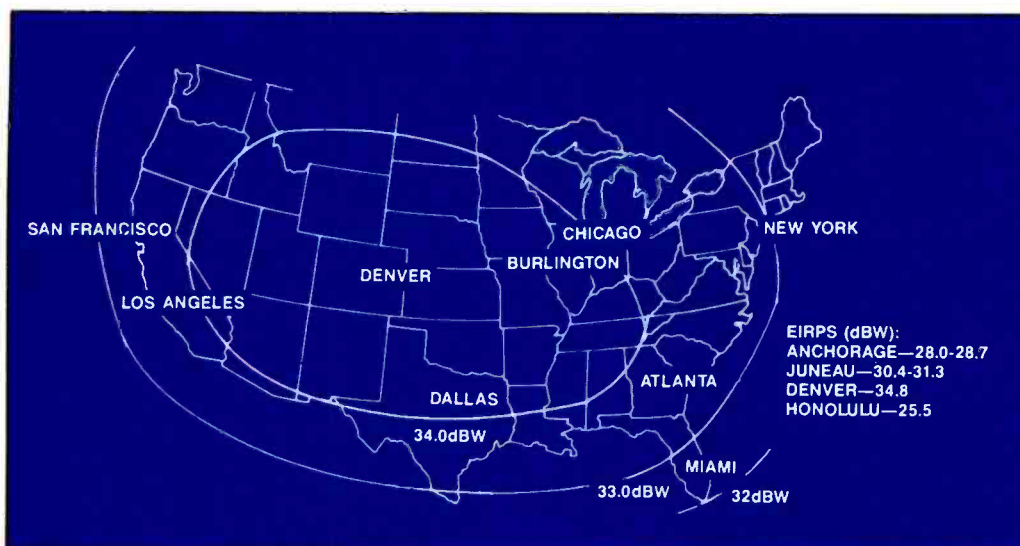 SAN FRANCISCO
CHICAGO
NEW YORK
DENVER
BURLINGTON
LOS ANGELES
EIRPS (dBW):
ANCHORAGE—28.0-28.7
JUNEAU—30.4-31.3
DENVER—34.8
HONOLULU—25.5
ATLANTA
DALLAS
34.0dBW
MIAMI
33.0dBW
32dBW